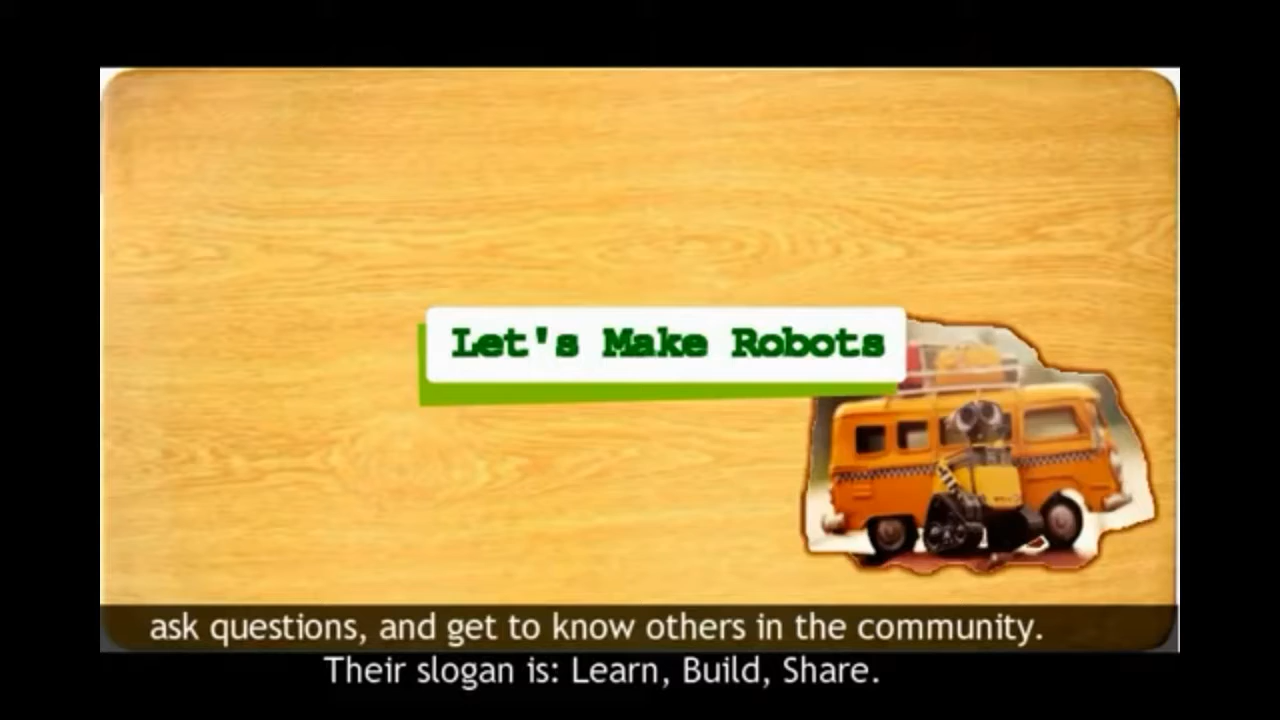 Let's Make Robots
ask questions, and get to know others in the community.
Their slogan is: Learn, Build, Share.